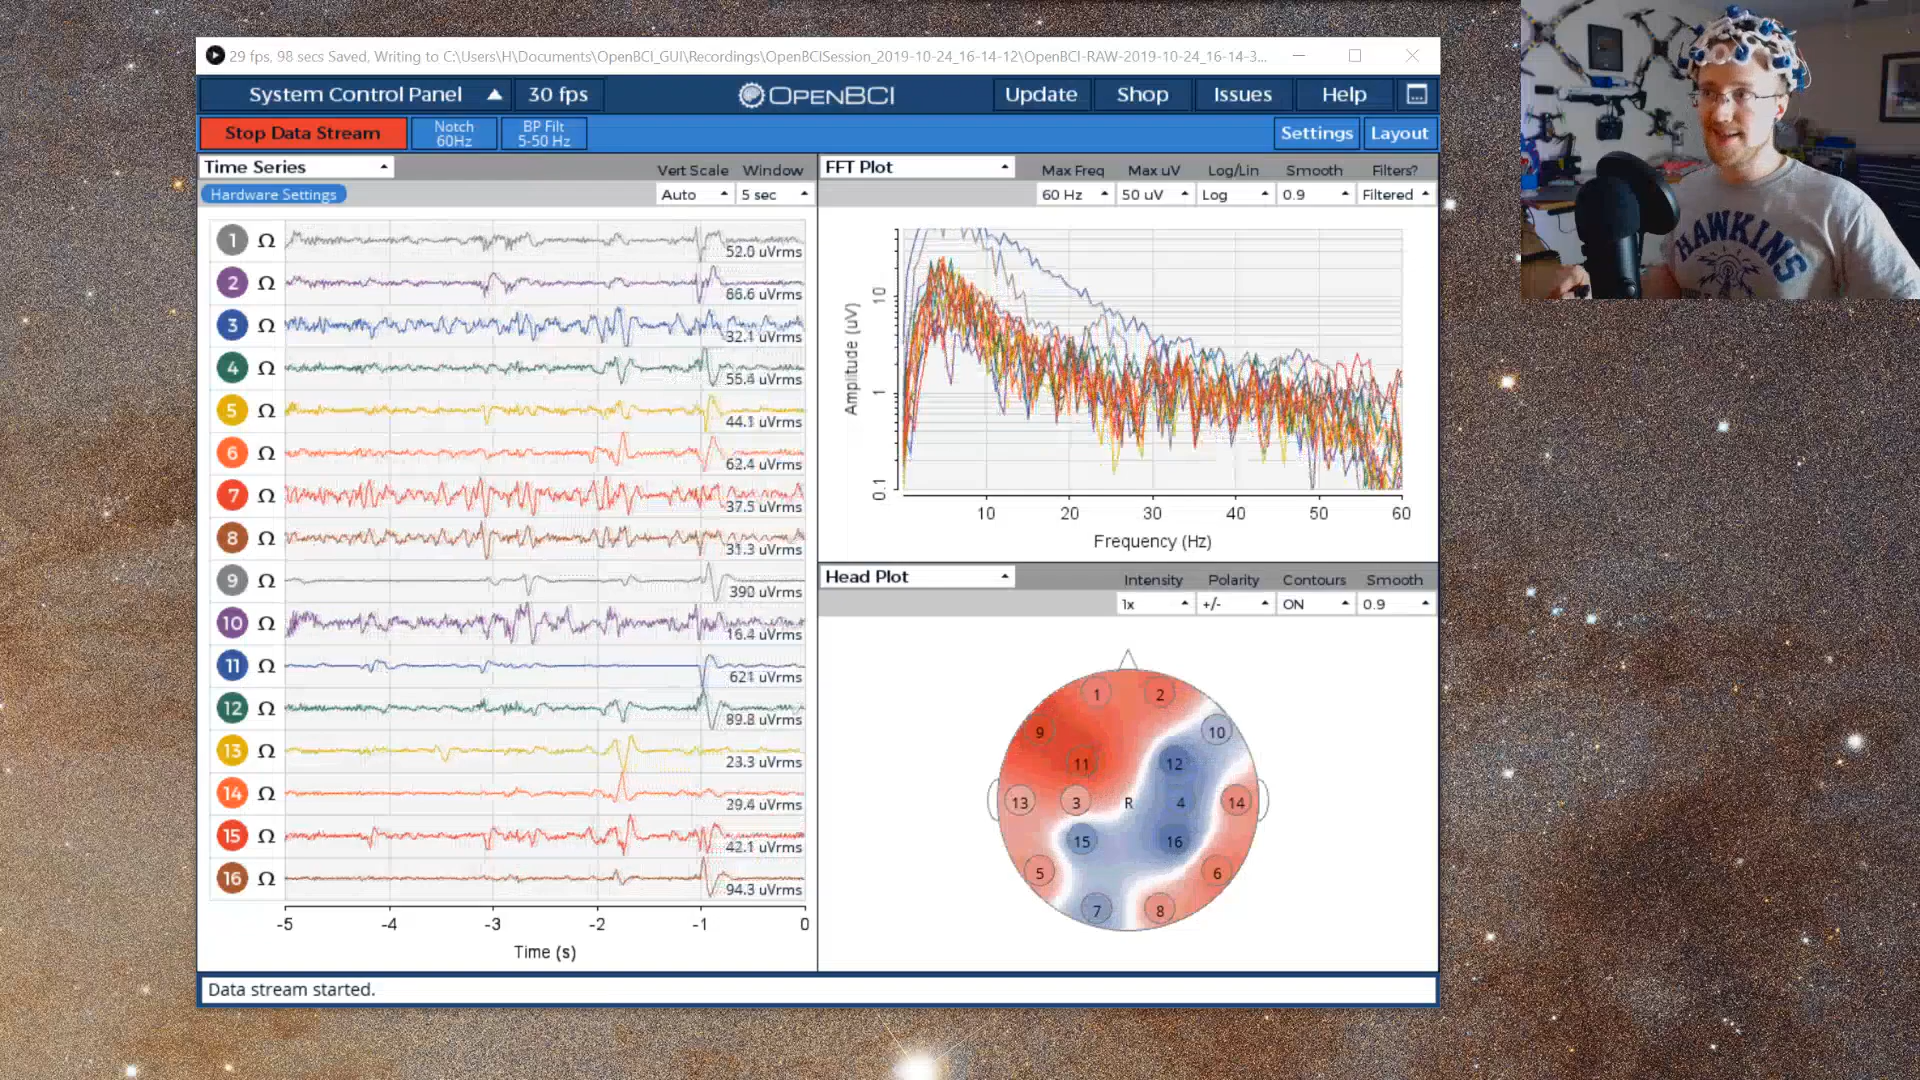 29 fps, 98 secs Saved, Writing to C:\Users\H\Documents\OpenBCI_GUI\Recordings\OpenBCISession_2019-10-24_16-14-12\OpenBCI-RAW-2019-10-24_16-14-3...
System Control Panel
30 fps
OPENBCI
Update
Shop
Issues
Help
Stop Data Stream
Notch
60Hz
BP Filt
5-50 Hz
Settings
Layout
Time Series
Vert Scale
Window
Hardware Settings
Auto
5 sec
1 Ω 52.0 uVrms
2 Ω 66.6 uVrms
3 Ω 32.1 uVrms
4 Ω 55.4 uVrms
5 Ω 44.1 uVrms
6 Ω 62.4 uVrms
7 Ω 37.5 uVrms
8 Ω 31.3 uVrms
9 Ω 390 uVrms
10 Ω 16.4 uVrms
11 Ω 621 uVrms
12 Ω 89.8 uVrms
13 Ω 23.3 uVrms
14 Ω 29.4 uVrms
15 Ω 42.1 uVrms
16 Ω 94.3 uVrms
-5 -4 -3 -2 -1 0
Time (s)
FFT Plot
Max Freq
Max uV
Log/Lin
Smooth
Filters?
60 Hz
50 uV
Log
0.9
Filtered
Amplitude (uV)
10
1
0.1
10 20 30 40 50 60
Frequency (Hz)
Head Plot
Intensity
Polarity
Contours
Smooth
1x
+/-
ON
0.9
1 2
9 10
11 12
13 3 R 4 14
15 16
5 6
7 8
Data stream started.
HAWKINS